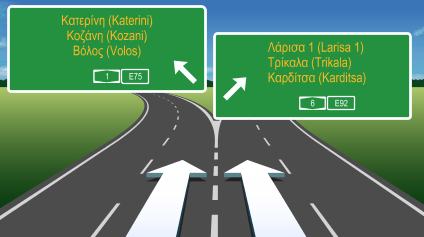 Κατερίνη (Katerini)
Κοζάνη (Kozani)
Βόλος (Volos)
1 E75
Λάρισα 1 (Larisa 1)
Τρίκαλα (Trikala)
Καρδίτσα (Karditsa)
6 E92